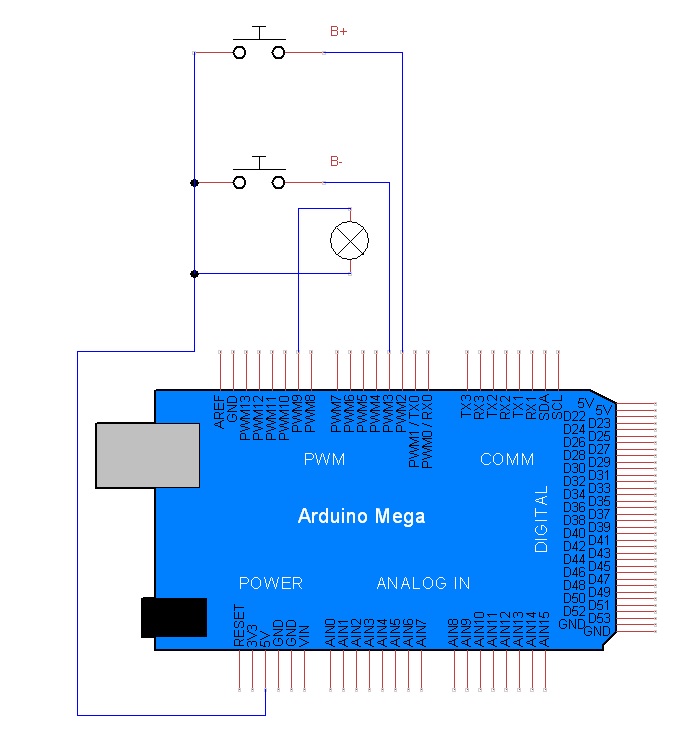 B+
B-
AREF
GND
PWM13
PWM12
PWM11
PWM10
PWM9
PWM8
PWM7
PWM6
PWM5
PWM4
PWM3
PWM2
PWM1 / TX0
PWM0 / RX0
TX3
RX3
TX2
RX2
TX1
RX1
SDA
SCL
5V
5V
D22
D23
D24
D25
D26
D27
D28
D29
D30
D31
D32
D33
D34
D35
D36
D37
D38
D39
D40
D41
D42
D43
D44
D45
D46
D47
D48
D49
D50
D51
D52
D53
GND
GND
PWM
COMM
Arduino Mega
DIGITAL
POWER
ANALOG IN
RESET
3V3
5V
GND
GND
VIN
AIN0
AIN1
AIN2
AIN3
AIN4
AIN5
AIN6
AIN7
AIN8
AIN9
AIN10
AIN11
AIN12
AIN13
AIN14
AIN15